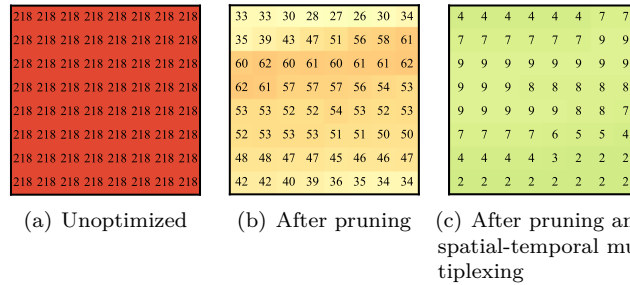 218 218 218 218 218 218 218 218
218 218 218 218 218 218 218 218
218 218 218 218 218 218 218 218
218 218 218 218 218 218 218 218
218 218 218 218 218 218 218 218
218 218 218 218 218 218 218 218
218 218 218 218 218 218 218 218
218 218 218 218 218 218 218 218
(a) Unoptimized
33 33 30 28 27 26 30 34
35 39 43 47 51 56 58 61
60 62 60 61 60 61 61 62
62 61 57 57 57 56 54 53
53 53 52 52 54 53 52 53
52 53 53 53 51 51 50 50
48 48 47 47 45 46 46 47
42 42 40 39 36 35 34 34
(b) After pruning
4 4 4 4 4 4 7 7
7 7 7 7 7 7 9 9
9 9 9 9 9 9 9 9
9 9 9 8 8 8 8 8
9 9 9 9 9 9 8 7
7 7 7 7 6 5 5 4
4 4 4 4 3 2 2 2
2 2 2 2 2 2 2 2
(c) After pruning an
spatial-temporal mu
tiplexing